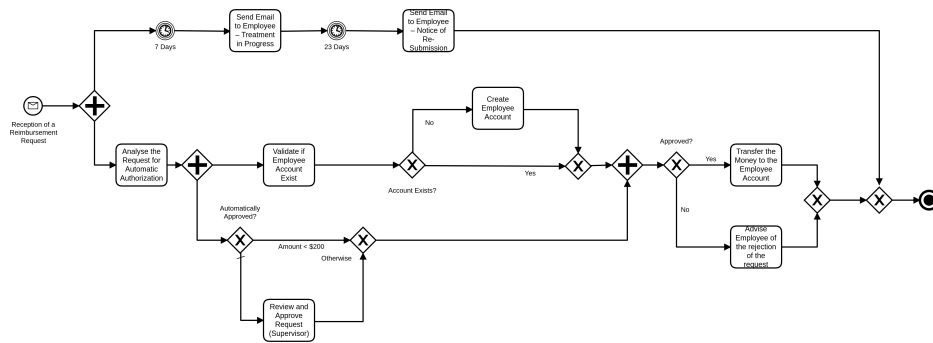 Send Email
to Employee
– Treatment
in Progress
Send Email
to Employee
– Notice of
Re-
Submission
7 Days
23 Days
Reception of a
Reimbursement
Request
Create
Employee
Account
No
Analyse the
Request for
Automatic
Authorization
Validate if
Employee
Account
Exist
Yes
Account Exists?
Approved?
Yes
No
Transfer the
Money to the
Employee
Account
Automatically
Approved?
Amount < $200
Otherwise
Advise
Employee of
the rejection
of the
request
Review and
Approve
Request
(Supervisor)